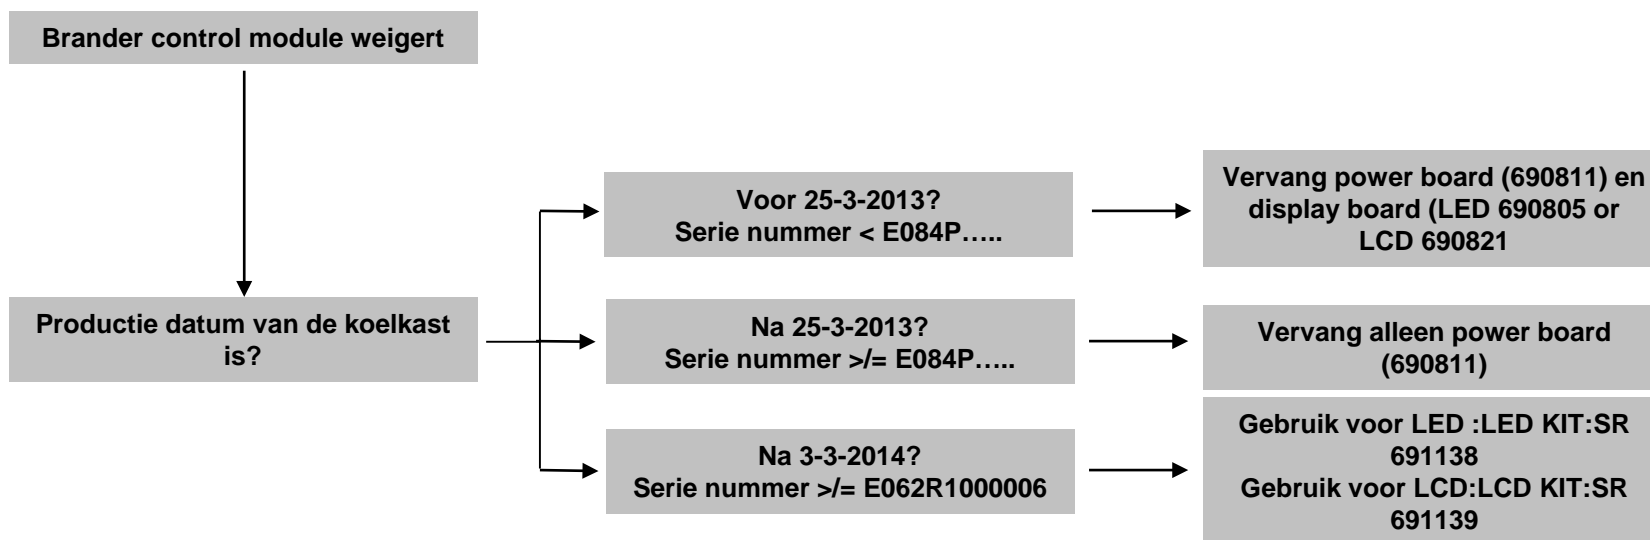 Brander control module weigert
Productie datum van de koelkast
is?
Voor 25-3-2013?
Serie nummer < E084P…..
Vervang power board (690811) en
display board (LED 690805 or
LCD 690821
Na 25-3-2013?
Serie nummer >/= E084P…..
Vervang alleen power board
(690811)
Na 3-3-2014?
Serie nummer >/= E062R1000006
Gebruik voor LED :LED KIT:SR
691138
Gebruik voor LCD:LCD KIT:SR
691139